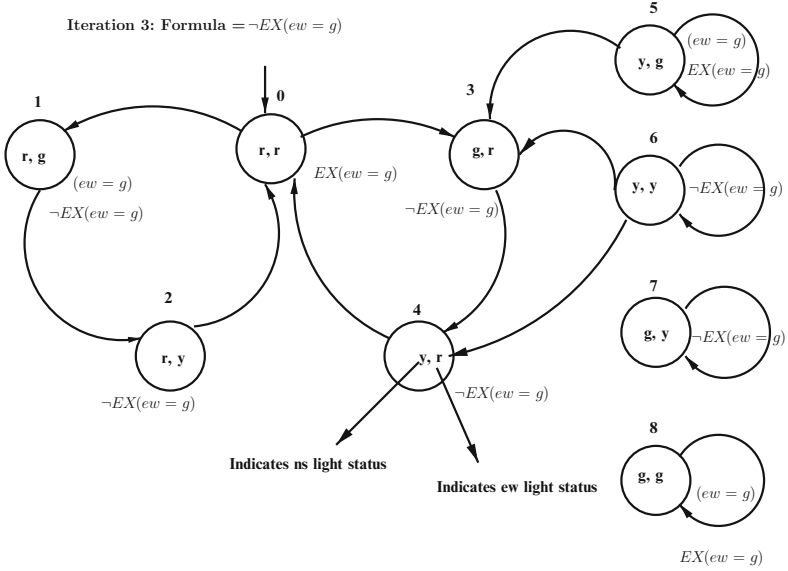 Iteration 3: Formula = ¬EX(ew = g)
5
y, g
(ew = g)
EX(ew = g)
1
r, g
(ew = g)
¬EX(ew = g)
0
r, r
EX(ew = g)
3
g, r
¬EX(ew = g)
6
y, y
¬EX(ew = g)
2
r, y
¬EX(ew = g)
4
y, r
¬EX(ew = g)
7
g, y
¬EX(ew = g)
Indicates ns light status
Indicates ew light status
8
g, g
(ew = g)
EX(ew = g)